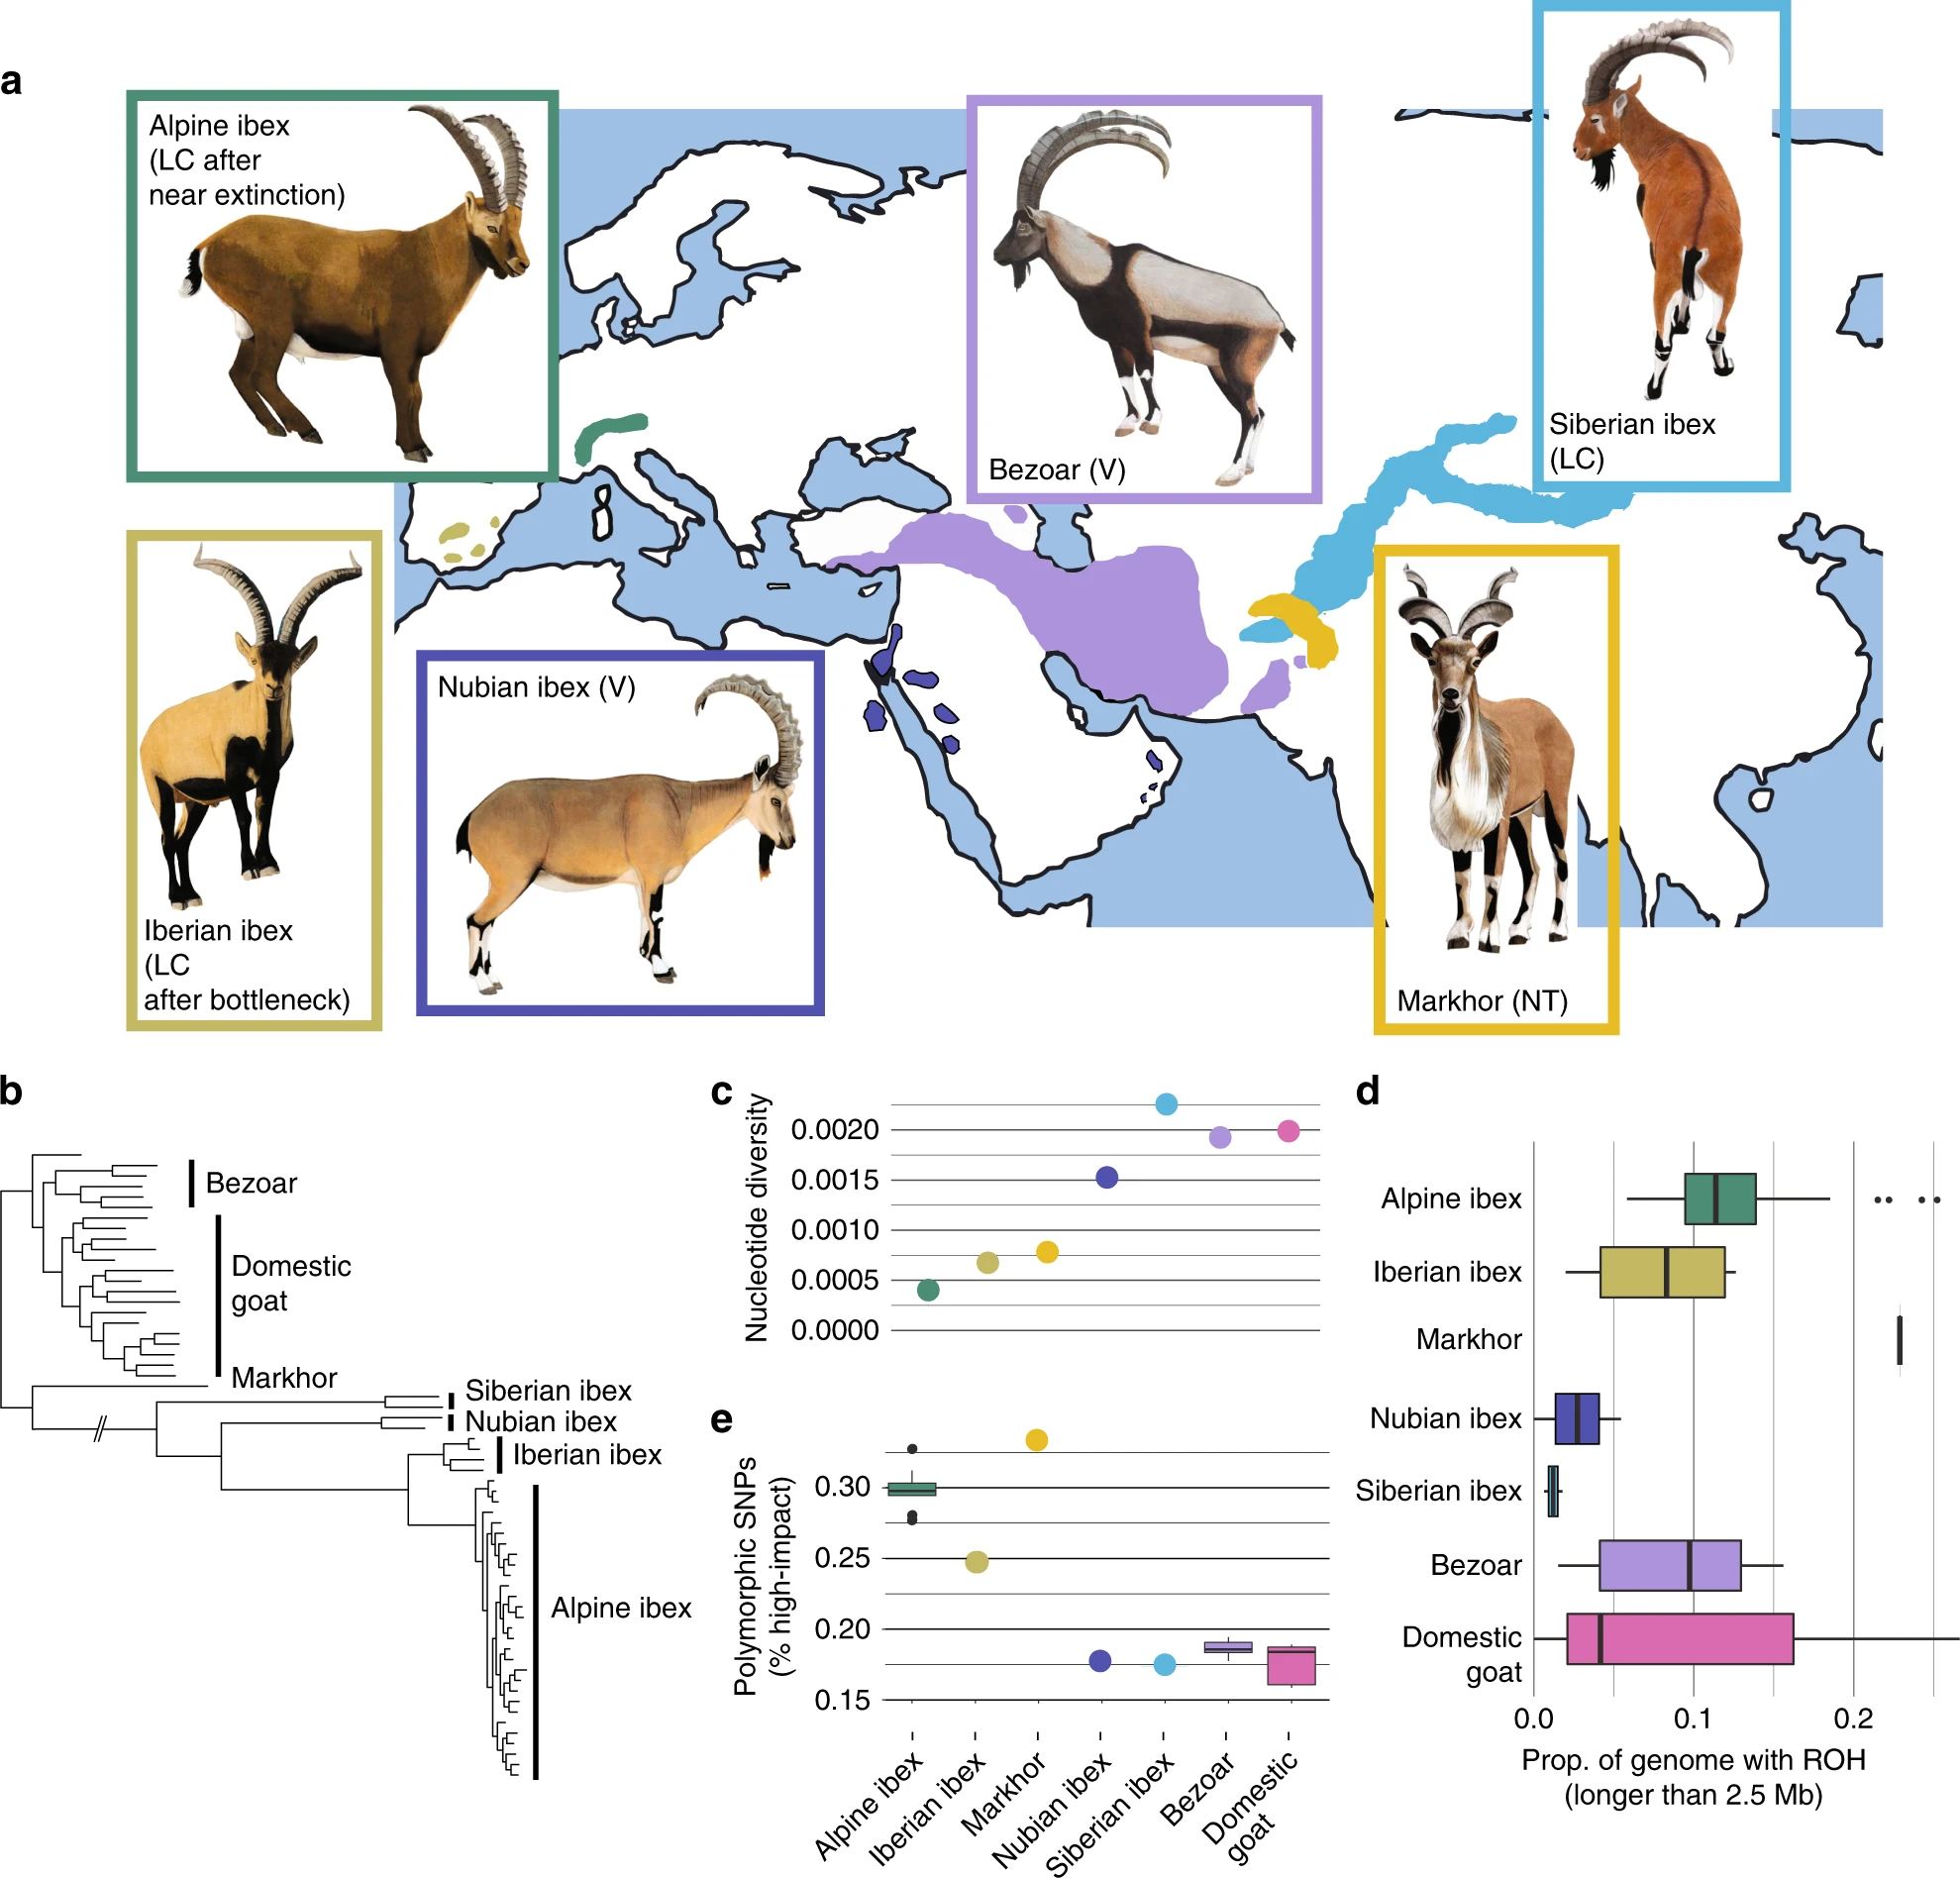 a
Alpine ibex
(LC after
near extinction)
Bezoar (V)
Siberian ibex
(LC)
Iberian ibex
(LC
after bottleneck)
Nubian ibex (V)
Markhor (NT)
b
Bezoar
Domestic
goat
Markhor
Siberian ibex
Nubian ibex
Iberian ibex
Alpine ibex
c
Nucleotide diversity
0.0020
0.0015
0.0010
0.0005
0.0000
d
Alpine ibex
Iberian ibex
Markhor
Nubian ibex
Siberian ibex
Bezoar
Domestic
goat
0.0 0.1 0.2
Prop. of genome with ROH
(longer than 2.5 Mb)
e
Polymorphic SNPs
(% high-impact)
0.30
0.25
0.20
0.15
Alpine ibex
Iberian ibex
Markhor
Nubian ibex
Siberian ibex
Bezoar
Domestic
goat